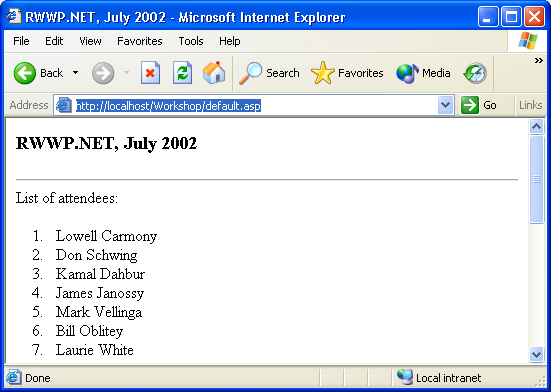 RWWP.NET, July 2002 - Microsoft Internet Explorer
File Edit View Favorites Tools Help
Back Search Favorites Media
Address http://localhost/Workshop/default.asp Go Links
RWWP.NET, July 2002
List of attendees:
1. Lowell Carmony
2. Don Schwing
3. Kamal Dahbur
4. James Janossy
5. Mark Vellinga
6. Bill Oblitey
7. Laurie White
Done Local intranet